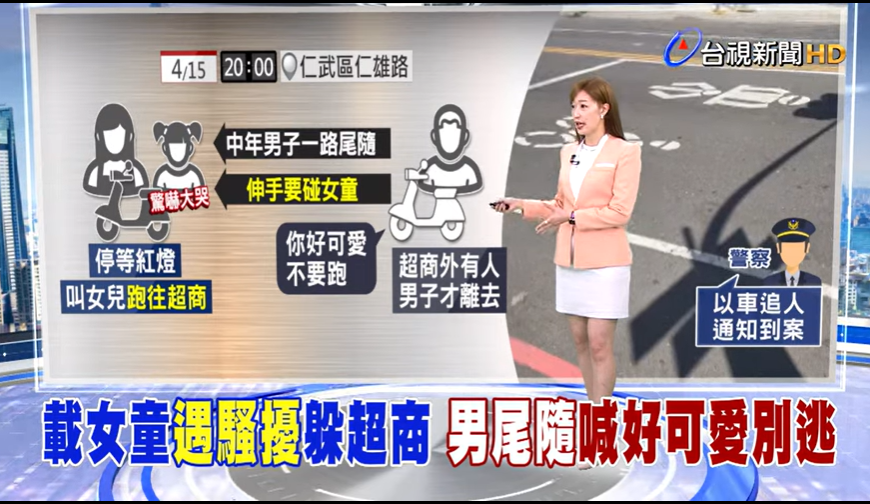 台視新聞HD
4/15 20:00 仁武區仁雄路
中年男子一路尾隨
伸手要碰女童
驚嚇大哭
停等紅燈
叫女兒跑往超商
你好可愛
不要跑
超商外有人
男子才離去
警察
以車追人
通知到案
載女童遇騷擾躲超商 男尾隨喊好可愛別逃